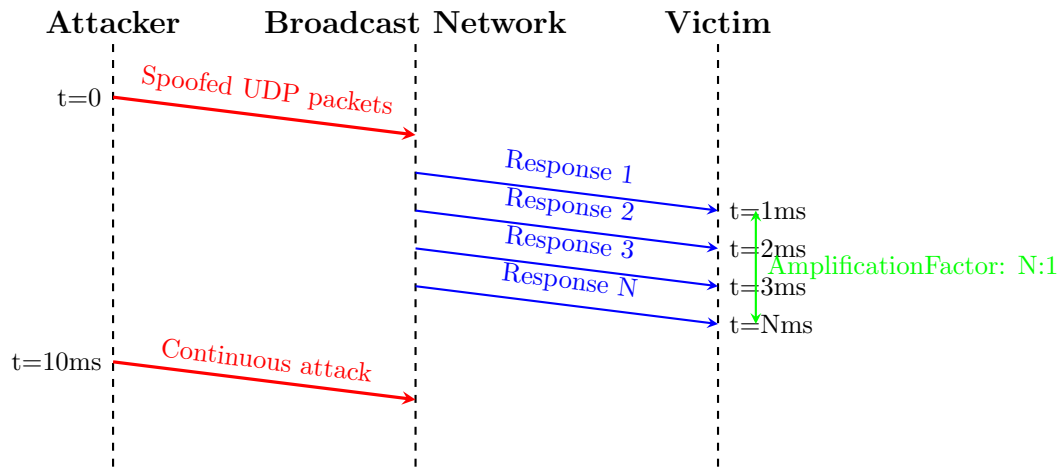 Attacker
Broadcast Network
Victim
t=0
Spoofed UDP packets
Response 1
t=1ms
Response 2
t=2ms
Response 3
AmplificationFactor: N:1
t=3ms
Response N
t=Nms
t=10ms
Continuous attack